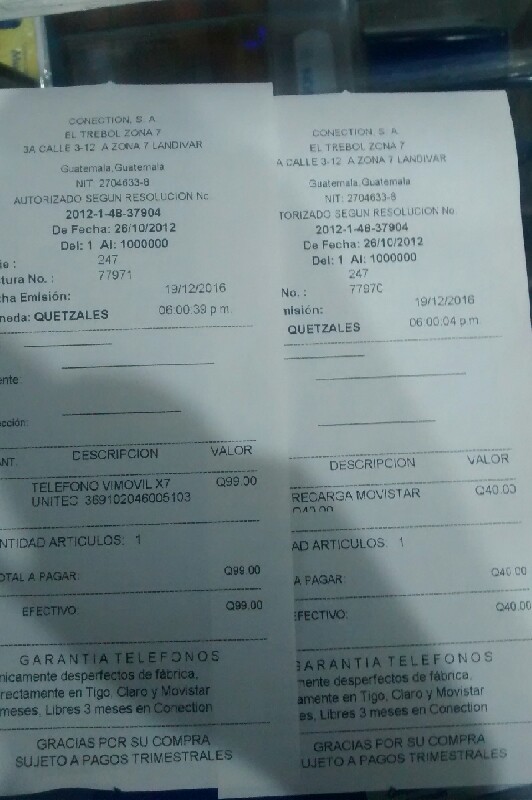 CONECTION, S. A
EL TREBOL ZONA 7
3A CALLE 3-12 A ZONA 7 LANDIVAR
Guatemala, Guatemala
NIT: 2704633-8
AUTORIZADO SEGUN RESOLUCION No.
2012-1-4B-37904
De Fecha: 26/10/2012
Del: 1 Al: 1000000
ie : 247
tura No. : 77971
ha Emisión: 19/12/2016
neda: QUETZALES 06:00:39 p.m.
ente:
cción:
ANT. DESCRIPCION VALOR
TELEFONO VIMOVIL X7 Q99.00
UNITEC 369102046005103
NTIDAD ARTICULOS: 1
OTAL A PAGAR: Q99.00
EFECTIVO: Q99.00
GARANTIA TELEFONOS
nicamente desperfectos de fábrica,
rectamente en Tigo, Claro y Movistar
meses, Libres 3 meses en Conection
GRACIAS POR SU COMPRA
SUJETO A PAGOS TRIMESTRALES
CONECTION, S. A.
EL TREBOL ZONA 7
A CALLE 3-12 A ZONA 7 LANDIVAR
Guatemala, Guatemala
NIT: 2704633-8
TORIZADO SEGUN RESOLUCION No.
2012-1-4B-37904
De Fecha: 26/10/2012
Del: 1 Al: 1000000
247
No. : 77970
misión: 19/12/2016
QUETZALES 06:00:04 p.m.
DESCRIPCION VALOR
RECARGA MOVISTAR Q40.00
AD ARTICULOS: 1
A PAGAR: Q40.00
EFECTIVO: Q40.00
GARANTIA TELEFONOS
mente desperfectos de fábrica,
amente en Tigo, Claro y Movistar
es, Libres 3 meses en Conection
GRACIAS POR SU COMPRA
UJETO A PAGOS TRIMESTRALES